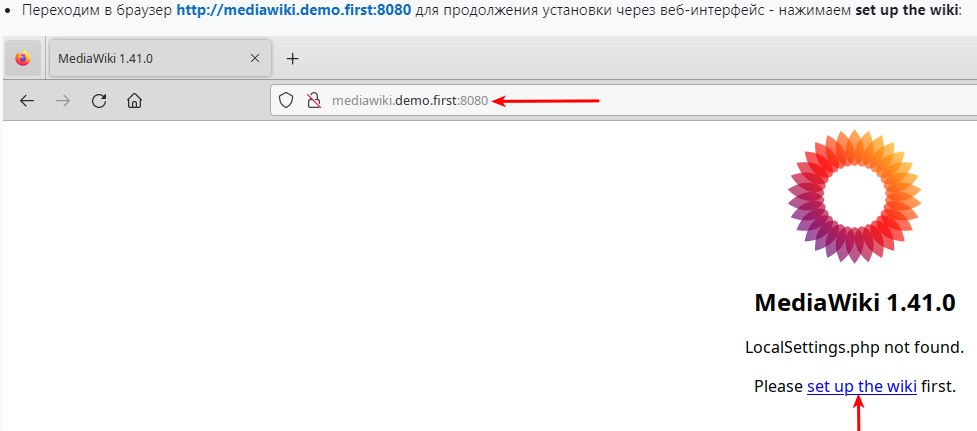 Переходим в браузер http://mediawiki.demo.first:8080 для продолжения установки через веб-интерфейс - нажимаем set up the wiki:
MediaWiki 1.41.0
mediawiki.demo.first:8080
MediaWiki 1.41.0
LocalSettings.php not found.
Please set up the wiki first.